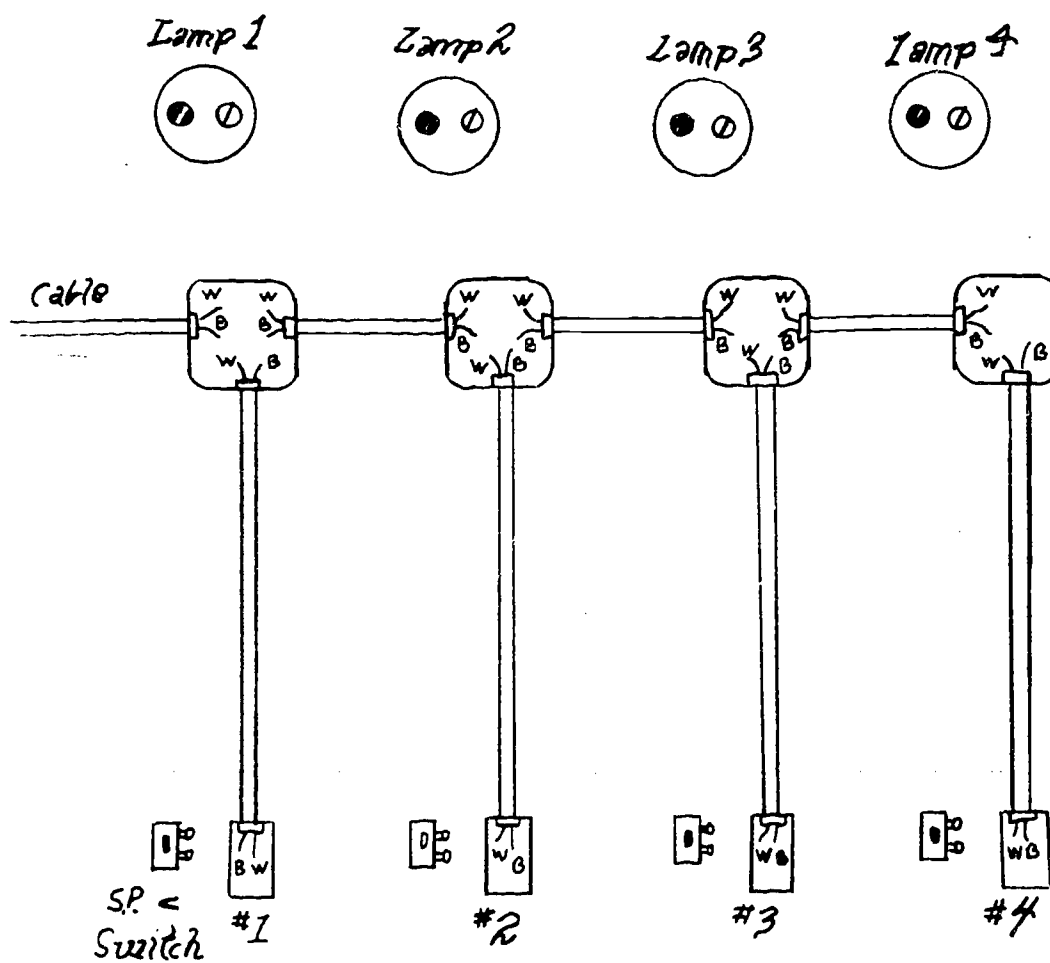 Lamp 1
Lamp 2
Lamp 3
Lamp 4
Cable
W W
B B
W B
W W
B B
W B
W W
B B
W B
W
B
W B
B W
W B
W B
W B
S.P.
Switch
#1
#2
#3
#4